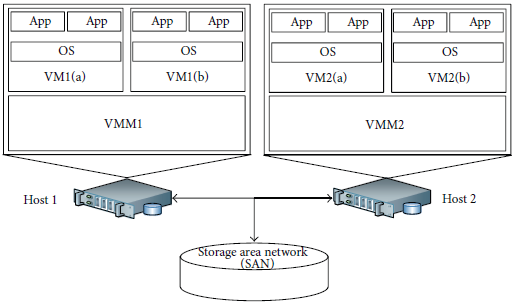 App App App App App App App App
OS OS OS OS
VM1(a) VM1(b) VM2(a) VM2(b)
VMM1 VMM2
Host 1 Host 2
Storage area network
(SAN)